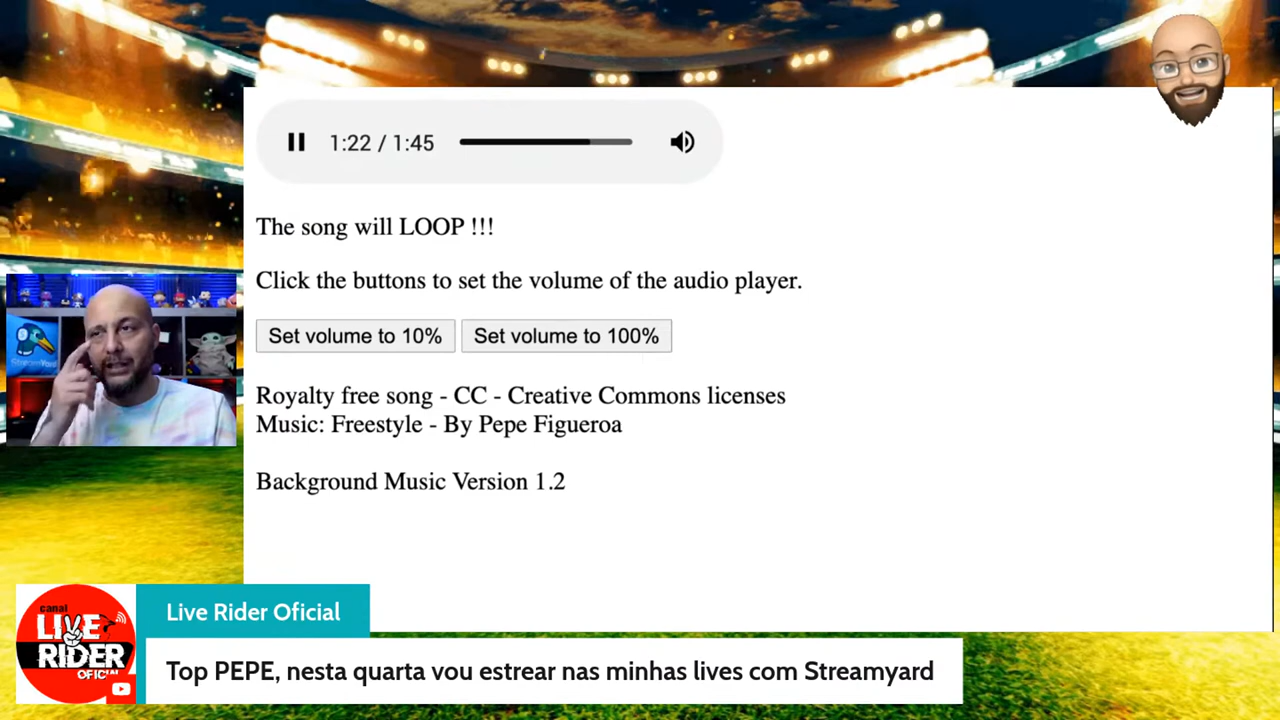 1:22 / 1:45
The song will LOOP !!!
Click the buttons to set the volume of the audio player.
Set volume to 10% Set volume to 100%
Royalty free song - CC - Creative Commons licenses
Music: Freestyle - By Pepe Figueroa
Background Music Version 1.2
StreamYard
canal
LIVE
RIDER
OFICIAL
Live Rider Oficial
Top PEPE, nesta quarta vou estrear nas minhas lives com Streamyard